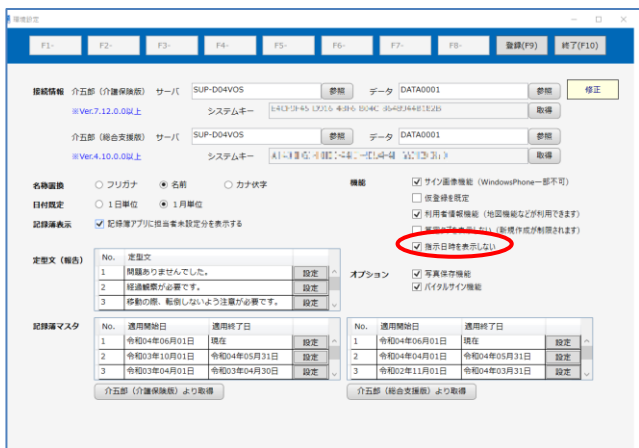 環境設定
F1- F2- F3- F4- F5- F6- F7- F8- 登録(F9) 終了(F10)
接続情報 介五郎（介護保険版） サーバ SUP-D04VOS 参照 データ DATA0001 参照 修正
※Ver.7.12.0.0以上 システムキー 取得
介五郎（総合支援版） サーバ SUP-D04VOS 参照 データ DATA0001 参照
※Ver.4.10.0.0以上 システムキー 取得
名称置換 フリガナ 名前 カナ伏字 機能 サイン画像機能（WindowsPhone一部不可）
仮登録を既定
日付既定 1日単位 1月単位 利用者情報機能（地図機能などが利用できます）
記録簿表示 記録簿アプリに担当者未設定分を表示する を表示しない（新規作成が制限されます）
指示日時を表示しない
定型文（報告） No. 定型文
1 問題ありませんでした。 設定 オプション 写真保存機能
2 経過観察が必要です。 設定 バイタルサイン機能
3 移動の際、転倒しないよう注意が必要です。 設定
記録簿マスタ No. 適用開始日 適用終了日 No. 適用開始日 適用終了日
1 令和04年06月01日 現在 設定 1 令和04年06月01日 現在 設定
2 令和03年10月01日 令和04年05月31日 設定 2 令和03年04月01日 令和04年05月31日 設定
3 令和03年04月01日 令和03年04月30日 設定 3 令和02年11月01日 令和04年03月31日 設定
介五郎（介護保険版）より取得 介五郎（総合支援版）より取得